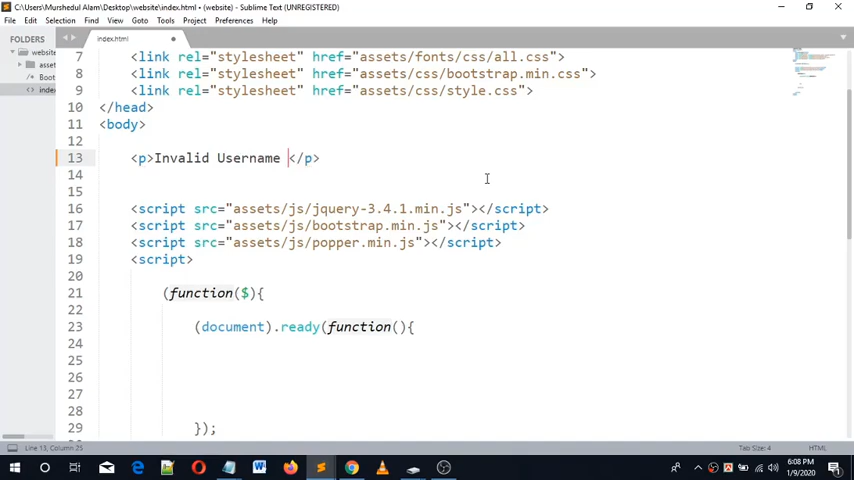 C:\Users\Murshedul Alam\Desktop\website\index.html • (website) - Sublime Text (UNREGISTERED)
File Edit Selection Find View Goto Tools Project Preferences Help
FOLDERS
index.html
website
asset
Boot
index
7 <link rel="stylesheet" href="assets/fonts/css/all.css">
8 <link rel="stylesheet" href="assets/css/bootstrap.min.css">
9 <link rel="stylesheet" href="assets/css/style.css">
10 </head>
11 <body>
12
13 <p>Invalid Username </p>
14
15
16 <script src="assets/js/jquery-3.4.1.min.js"></script>
17 <script src="assets/js/bootstrap.min.js"></script>
18 <script src="assets/js/popper.min.js"></script>
19 <script>
20
21 (function($){
22
23 (document).ready(function(){
24
25
26
27
28
29 });
Line 13, Column 25
Tab Size: 4
HTML
6:08 PM
1/9/2020